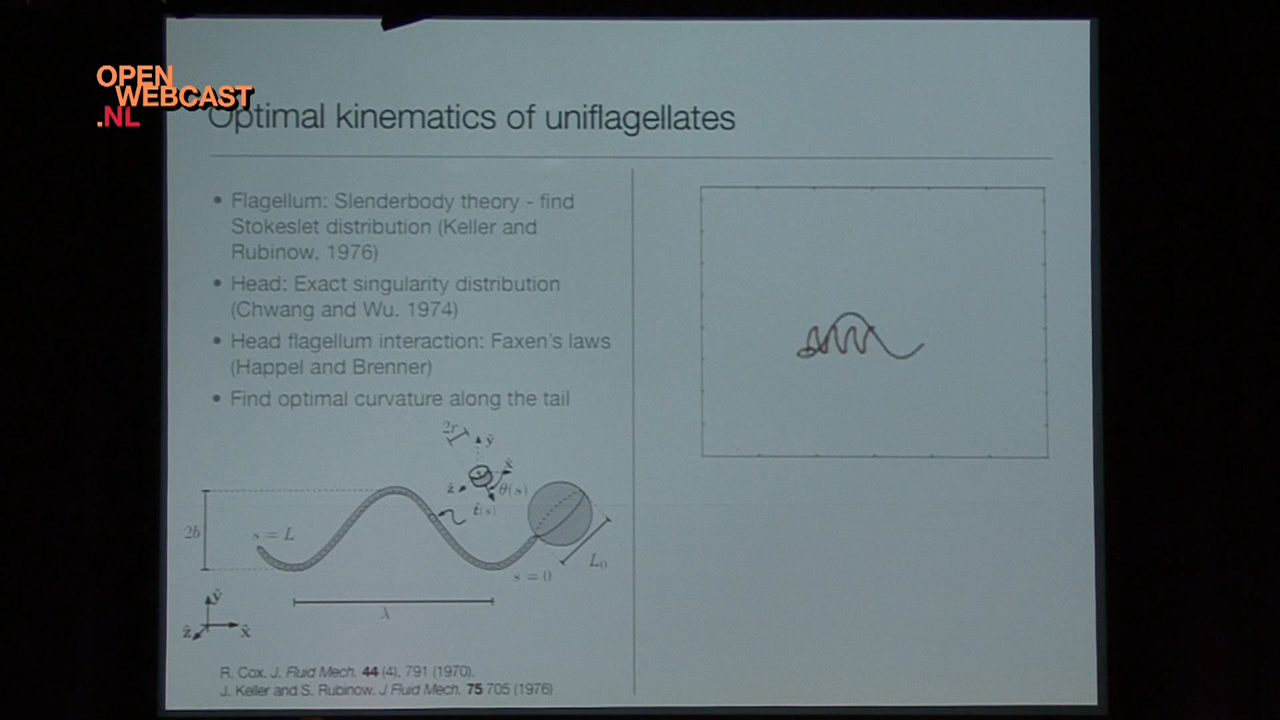 OPEN
WEBCAST
.NL
Optimal kinematics of uniflagellates
• Flagellum: Slenderbody theory - find
Stokeslet distribution (Keller and
Rubinow, 1976)
• Head: Exact singularity distribution
(Chwang and Wu. 1974)
• Head flagellum interaction: Faxen's laws
(Happel and Brenner)
• Find optimal curvature along the tail
2r
ŷ
x̂
ẑ
θ(s)
t̂(s)
2b
s = L
L₀
s = 0
λ
ŷ
ẑ
x̂
R. Cox. J. Fluid Mech. 44 (4), 791 (1970).
J. Keller and S. Rubinow. J Fluid Mech. 75 705 (1976)